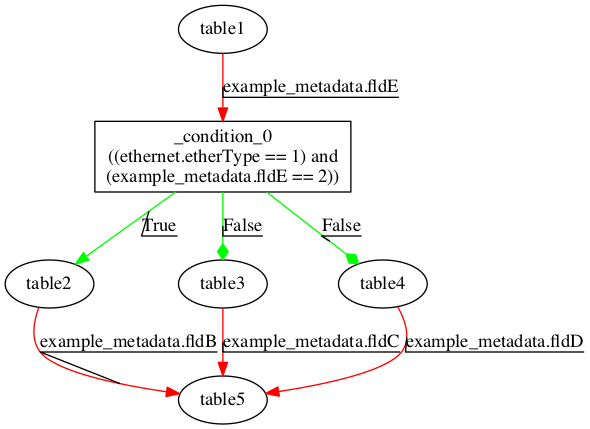 table1
example_metadata.fldE
_condition_0
((ethernet.etherType == 1) and
(example_metadata.fldE == 2))
True
False
False
table2
table3
table4
example_metadata.fldB
example_metadata.fldC
example_metadata.fldD
table5